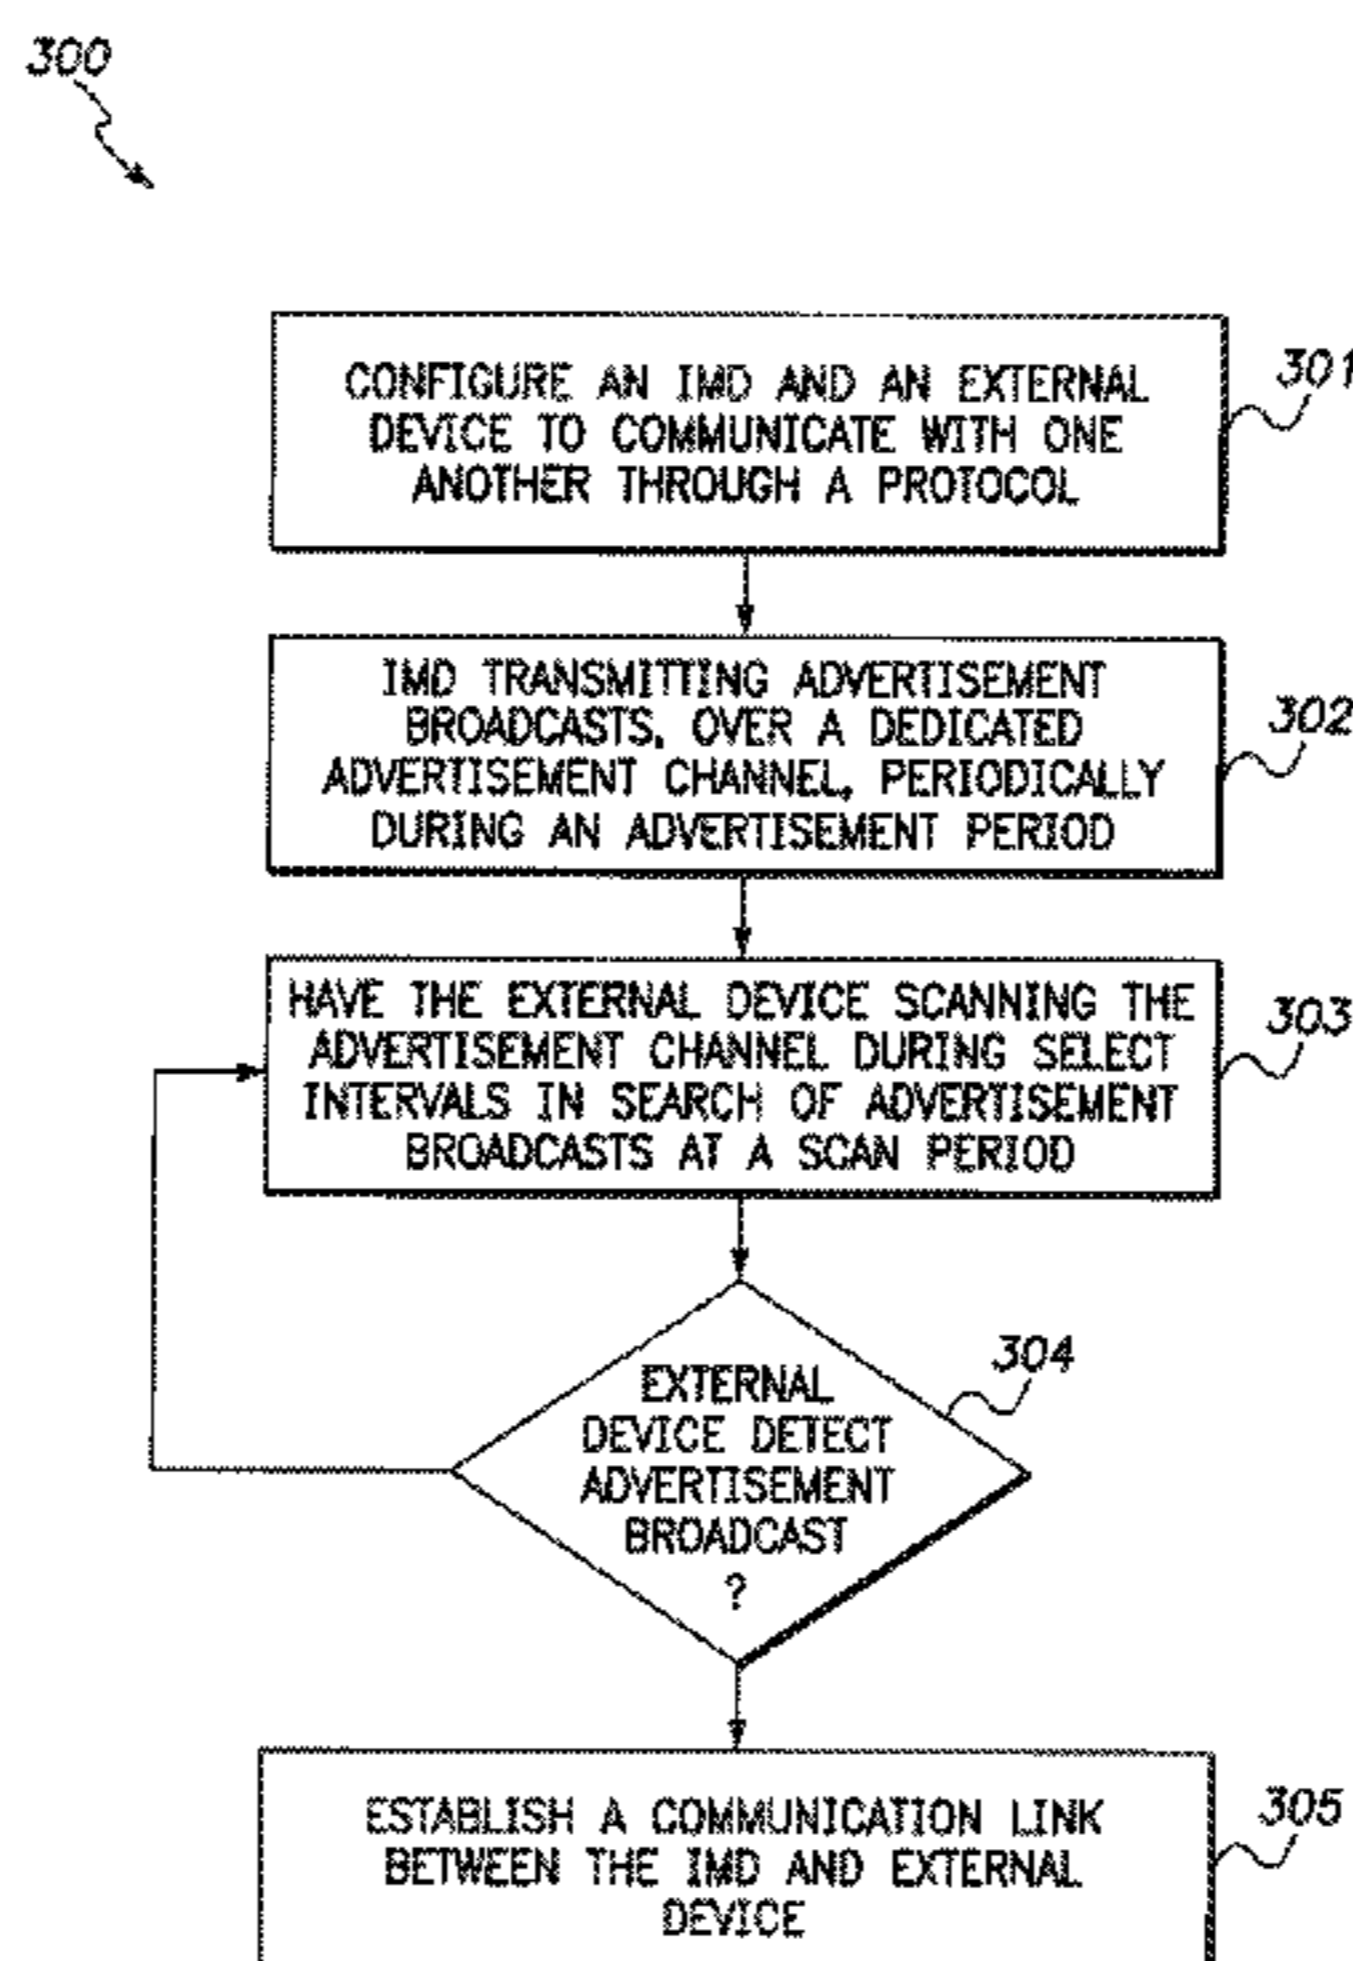 300
CONFIGURE AN IMD AND AN EXTERNAL
DEVICE TO COMMUNICATE WITH ONE
ANOTHER THROUGH A PROTOCOL
301
IMD TRANSMITTING ADVERTISEMENT
BROADCASTS, OVER A DEDICATED
ADVERTISEMENT CHANNEL, PERIODICALLY
DURING AN ADVERTISEMENT PERIOD
302
HAVE THE EXTERNAL DEVICE SCANNING THE
ADVERTISEMENT CHANNEL DURING SELECT
INTERVALS IN SEARCH OF ADVERTISEMENT
BROADCASTS AT A SCAN PERIOD
303
EXTERNAL
DEVICE DETECT
ADVERTISEMENT
BROADCAST
?
304
ESTABLISH A COMMUNICATION LINK
BETWEEN THE IMD AND EXTERNAL
DEVICE
305